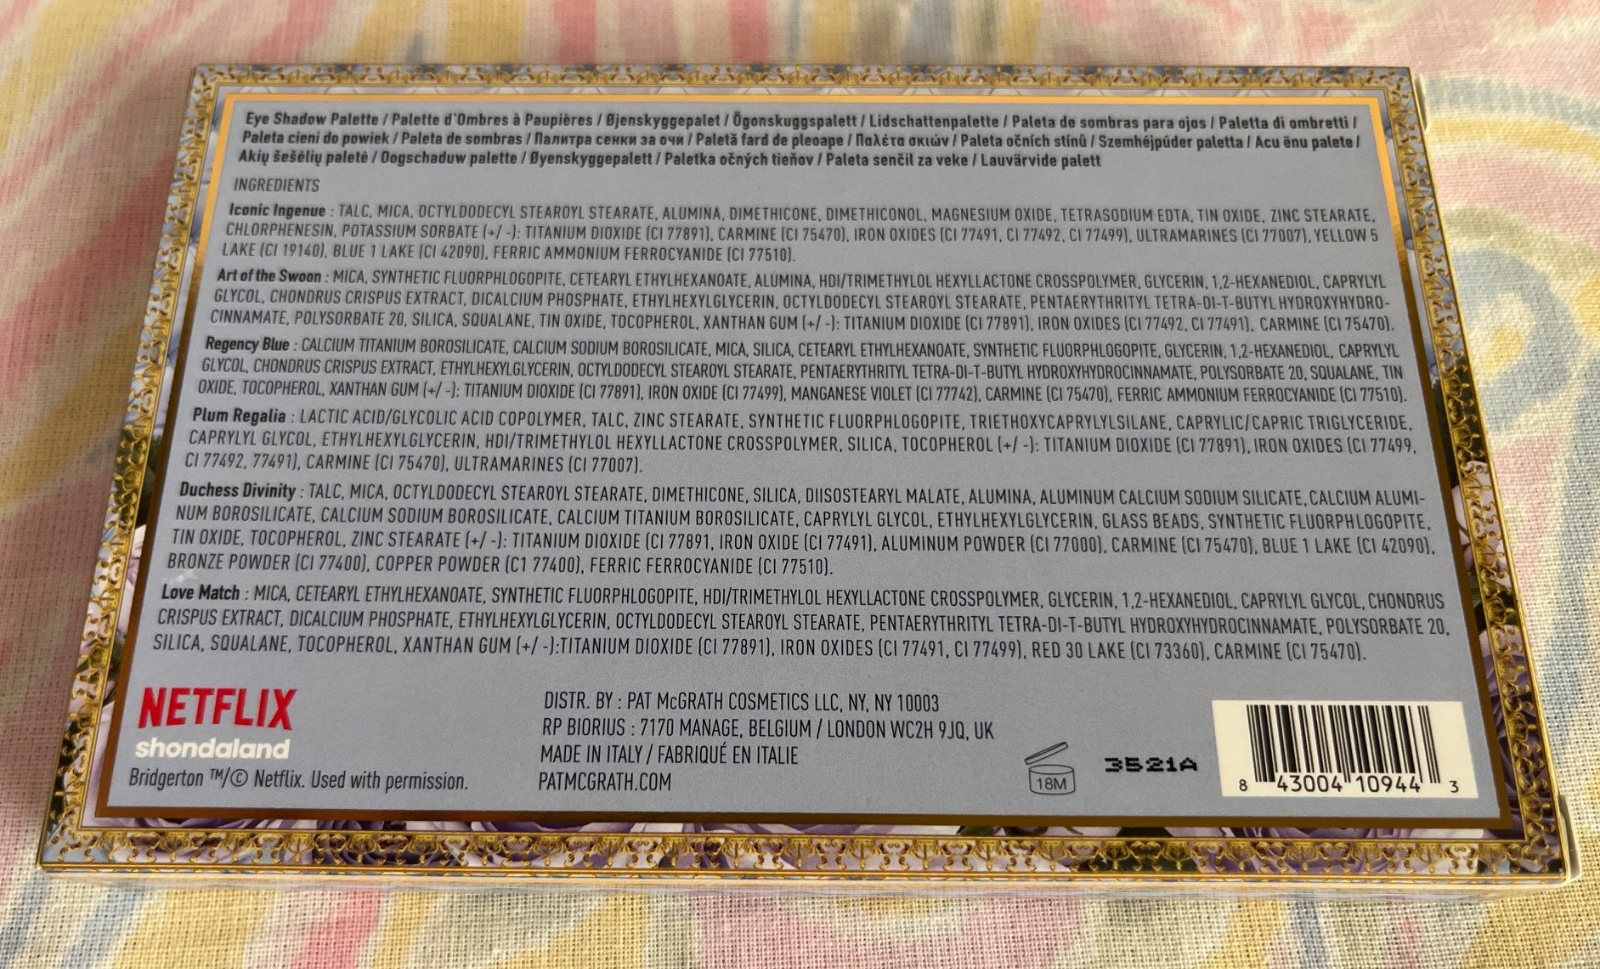 Eye Shadow Palette / Palette d'Ombres à Paupières / Øjenskyggepalet / Ögonskuggspalett / Lidschattenpalette / Paleta de sombras para ojos / Paletta di ombretti /
Paleta cieni do powiek / Paleta de sombras / Палитра сенки за очи / Paletă fard de pleoape / Παλέτα σκιών / Paleta očních stínů / Szemhéjpúder paletta / Acu ēnu palete /
Akių šešėlių paletė / Oogschaduw palette / Øyenskyggepalett / Paletka očných tieňov / Paleta senčil za veke / Lauvärvide palett
INGREDIENTS
Iconic Ingenue : TALC, MICA, OCTYLDODECYL STEAROYL STEARATE, ALUMINA, DIMETHICONE, DIMETHICONOL, MAGNESIUM OXIDE, TETRASODIUM EDTA, TIN OXIDE, ZINC STEARATE,
CHLORPHENESIN, POTASSIUM SORBATE (+/ -): TITANIUM DIOXIDE (CI 77891), CARMINE (CI 75470), IRON OXIDES (CI 77491, CI 77492, CI 77499), ULTRAMARINES (CI 77007), YELLOW 5
LAKE (CI 19140), BLUE 1 LAKE (CI 42090), FERRIC AMMONIUM FERROCYANIDE (CI 77510).
Art of the Swoon : MICA, SYNTHETIC FLUORPHLOGOPITE, CETEARYL ETHYLHEXANOATE, ALUMINA, HDI/TRIMETHYLOL HEXYLLACTONE CROSSPOLYMER, GLYCERIN, 1,2-HEXANEDIOL, CAPRYLYL
GLYCOL, CHONDRUS CRISPUS EXTRACT, DICALCIUM PHOSPHATE, ETHYLHEXYLGLYCERIN, OCTYLDODECYL STEAROYL STEARATE, PENTAERYTHRITYL TETRA-DI-T-BUTYL HYDROXYHYDRO-
CINNAMATE, POLYSORBATE 20, SILICA, SQUALANE, TIN OXIDE, TOCOPHEROL, XANTHAN GUM (+/ -): TITANIUM DIOXIDE (CI 77891), IRON OXIDES (CI 77492, CI 77491), CARMINE (CI 75470).
Regency Blue : CALCIUM TITANIUM BOROSILICATE, CALCIUM SODIUM BOROSILICATE, MICA, SILICA, CETEARYL ETHYLHEXANOATE, SYNTHETIC FLUORPHLOGOPITE, GLYCERIN, 1,2-HEXANEDIOL, CAPRYLYL
GLYCOL, CHONDRUS CRISPUS EXTRACT, ETHYLHEXYLGLYCERIN, OCTYLDODECYL STEAROYL STEARATE, PENTAERYTHRITYL TETRA-DI-T-BUTYL HYDROXYHYDROCINNAMATE, POLYSORBATE 20, SQUALANE, TIN
OXIDE, TOCOPHEROL, XANTHAN GUM (+/ -): TITANIUM DIOXIDE (CI 77891), IRON OXIDE (CI 77499), MANGANESE VIOLET (CI 77742), CARMINE (CI 75470), FERRIC AMMONIUM FERROCYANIDE (CI 77510).
Plum Regalia : LACTIC ACID/GLYCOLIC ACID COPOLYMER, TALC, ZINC STEARATE, SYNTHETIC FLUORPHLOGOPITE, TRIETHOXYCAPRYLYLSILANE, CAPRYLIC/CAPRIC TRIGLYCERIDE,
CAPRYLYL GLYCOL, ETHYLHEXYLGLYCERIN, HDI/TRIMETHYLOL HEXYLLACTONE CROSSPOLYMER, SILICA, TOCOPHEROL (+/ -): TITANIUM DIOXIDE (CI 77891), IRON OXIDES (CI 77499,
CI 77492, 77491), CARMINE (CI 75470), ULTRAMARINES (CI 77007).
Duchess Divinity : TALC, MICA, OCTYLDODECYL STEAROYL STEARATE, DIMETHICONE, SILICA, DIISOSTEARYL MALATE, ALUMINA, ALUMINUM CALCIUM SODIUM SILICATE, CALCIUM ALUMI-
NUM BOROSILICATE, CALCIUM SODIUM BOROSILICATE, CALCIUM TITANIUM BOROSILICATE, CAPRYLYL GLYCOL, ETHYLHEXYLGLYCERIN, GLASS BEADS, SYNTHETIC FLUORPHLOGOPITE,
TIN OXIDE, TOCOPHEROL, ZINC STEARATE (+/ -): TITANIUM DIOXIDE (CI 77891, IRON OXIDE (CI 77491), ALUMINUM POWDER (CI 77000), CARMINE (CI 75470), BLUE 1 LAKE (CI 42090),
BRONZE POWDER (CI 77400), COPPER POWDER (C1 77400), FERRIC FERROCYANIDE (CI 77510).
Love Match : MICA, CETEARYL ETHYLHEXANOATE, SYNTHETIC FLUORPHLOGOPITE, HDI/TRIMETHYLOL HEXYLLACTONE CROSSPOLYMER, GLYCERIN, 1,2-HEXANEDIOL, CAPRYLYL GLYCOL, CHONDRUS
CRISPUS EXTRACT, DICALCIUM PHOSPHATE, ETHYLHEXYLGLYCERIN, OCTYLDODECYL STEAROYL STEARATE, PENTAERYTHRITYL TETRA-DI-T-BUTYL HYDROXYHYDROCINNAMATE, POLYSORBATE 20,
SILICA, SQUALANE, TOCOPHEROL, XANTHAN GUM (+/ -):TITANIUM DIOXIDE (CI 77891), IRON OXIDES (CI 77491, CI 77499), RED 30 LAKE (CI 73360), CARMINE (CI 75470).
NETFLIX
shondaland
Bridgerton ™/© Netflix. Used with permission.
DISTR. BY : PAT McGRATH COSMETICS LLC, NY, NY 10003
RP BIORIUS : 7170 MANAGE, BELGIUM / LONDON WC2H 9JQ, UK
MADE IN ITALY / FABRIQUÉ EN ITALIE
PATMCGRATH.COM
18M
3521A
8 43004 10944 3